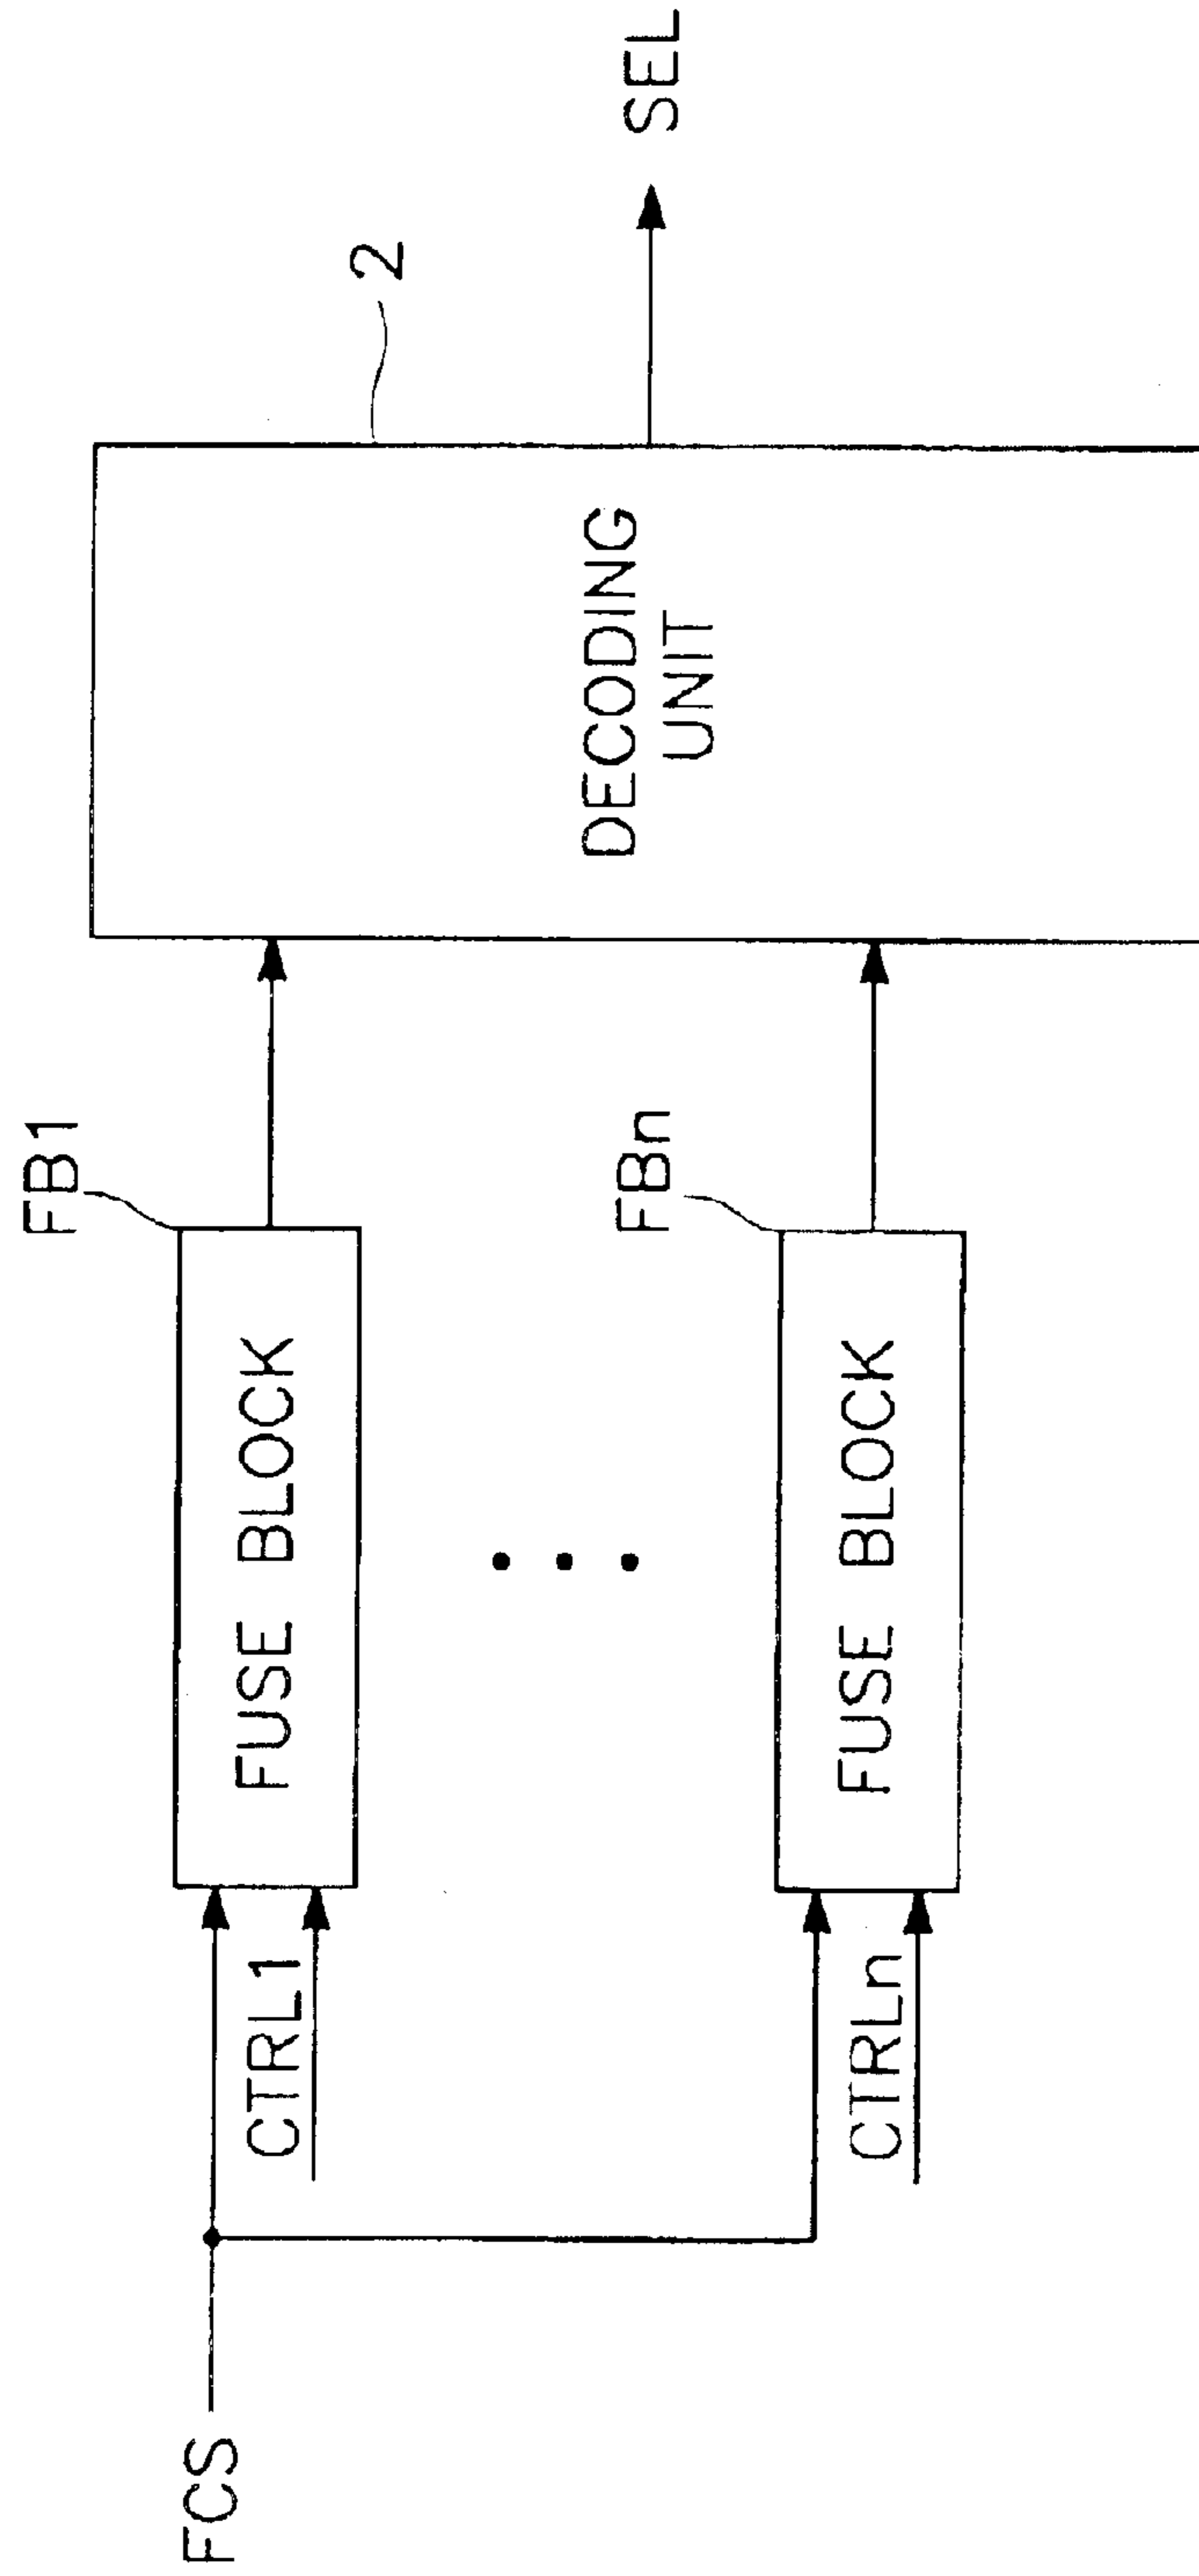 FCS
CTRL1
FUSE BLOCK
FB1
CTRLn
FUSE BLOCK
FBn
DECODING
UNIT
2
SEL